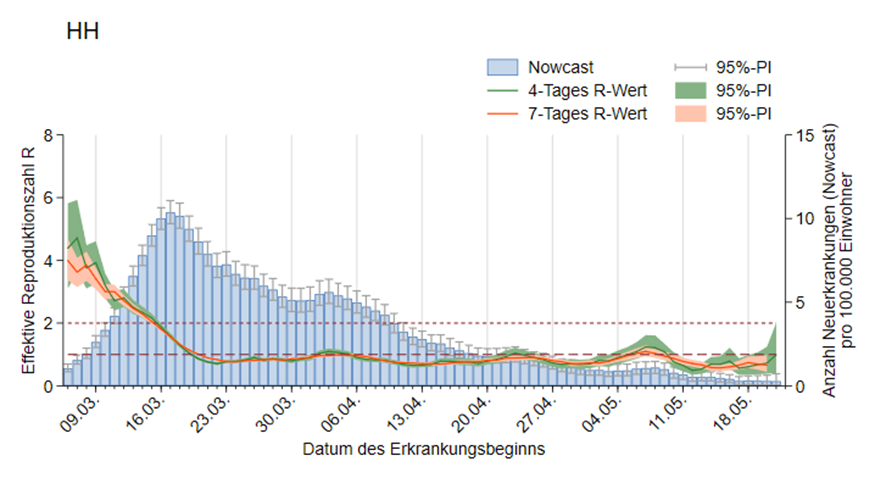 HH
Nowcast 95%-PI
4-Tages R-Wert 95%-PI
7-Tages R-Wert 95%-PI
Effektive Reproduktionszahl R
8
6
4
2
0
15
10
5
0
Anzahl Neuerkrankungen (Nowcast)
pro 100.000 Einwohner
09.03. 16.03. 23.03. 30.03. 06.04. 13.04. 20.04. 27.04. 04.05. 11.05. 18.05.
Datum des Erkrankungsbeginns